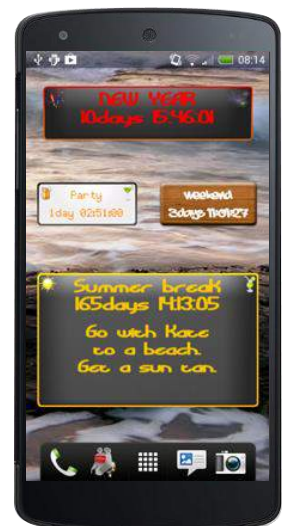 08:14
NEW YEAR
10days 15:46:01
Party
1day 02:51:00
weekend
3days 11:01:27
Summer break
165days 14:13:05
Go with Kate
to a beach.
Get a sun tan.